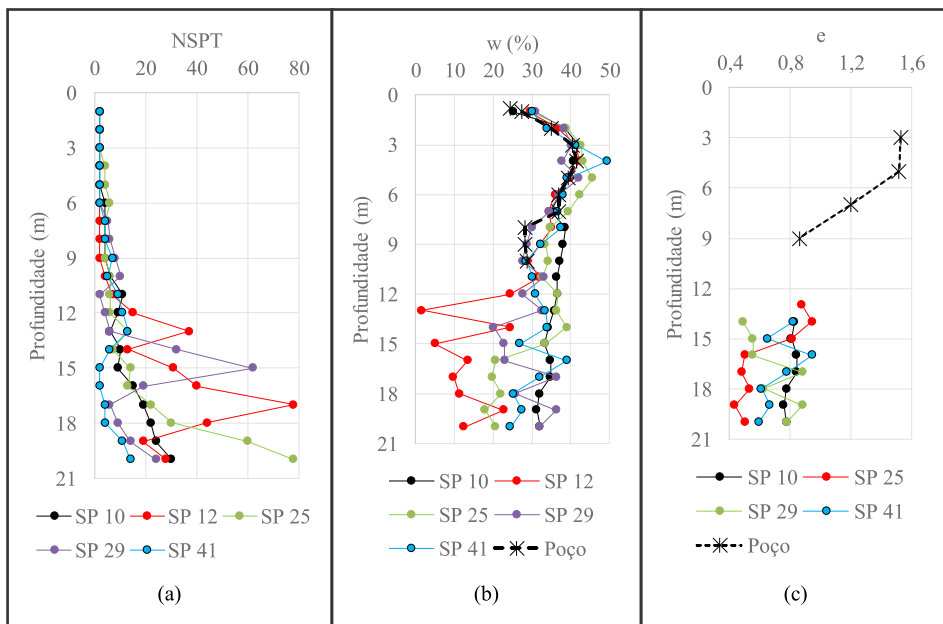 NSPT
0 20 40 60 80
0
3
6
9
12
15
18
21
Profundidade (m)
SP 10 SP 12 SP 25
SP 29 SP 41
(a)
w (%)
0 10 20 30 40 50
0
3
6
9
12
15
18
21
Profundidade (m)
SP 10 SP 12
SP 25 SP 29
SP 41 Poço
(b)
e
0,4 0,8 1,2 1,6
0
3
6
9
12
15
18
21
Profundidade (m)
SP 10 SP 25
SP 29 SP 41
Poço
(c)